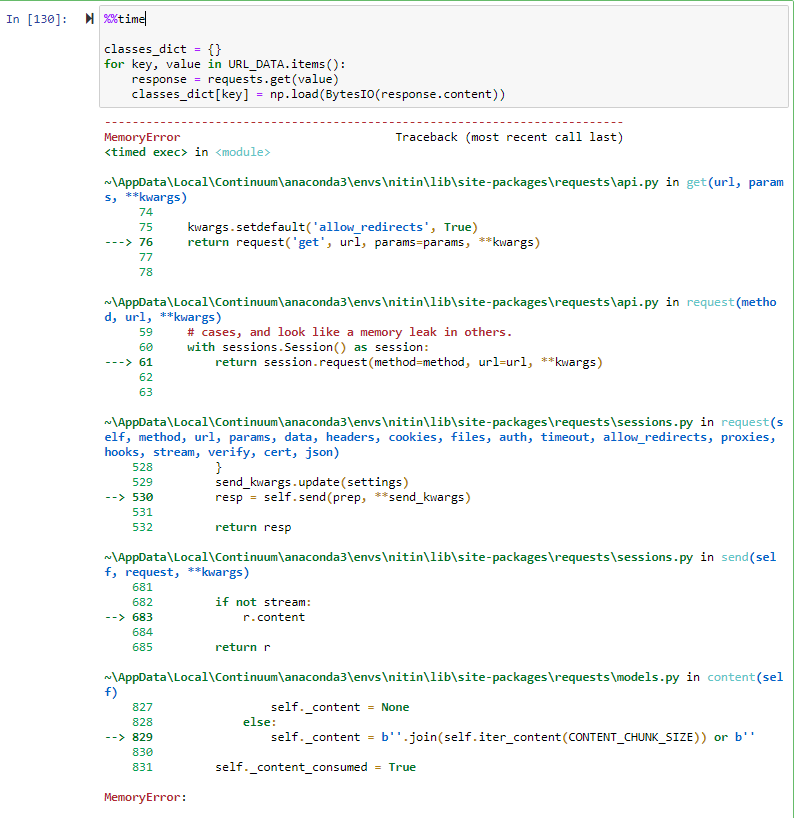 In [130]:
%%time
classes_dict = {}
for key, value in URL_DATA.items():
    response = requests.get(value)
    classes_dict[key] = np.load(BytesIO(response.content))
---------------------------------------------------------------------------
MemoryError                               Traceback (most recent call last)
<timed exec> in <module>
~\AppData\Local\Continuum\anaconda3\envs\nitin\lib\site-packages\requests\api.py in get(url, param
s, **kwargs)
     74
     75     kwargs.setdefault('allow_redirects', True)
---> 76     return request('get', url, params=params, **kwargs)
     77
     78
~\AppData\Local\Continuum\anaconda3\envs\nitin\lib\site-packages\requests\api.py in request(metho
d, url, **kwargs)
     59     # cases, and look like a memory leak in others.
     60     with sessions.Session() as session:
---> 61         return session.request(method=method, url=url, **kwargs)
     62
     63
~\AppData\Local\Continuum\anaconda3\envs\nitin\lib\site-packages\requests\sessions.py in request(s
elf, method, url, params, data, headers, cookies, files, auth, timeout, allow_redirects, proxies,
hooks, stream, verify, cert, json)
    528         }
    529         send_kwargs.update(settings)
--> 530         resp = self.send(prep, **send_kwargs)
    531
    532         return resp
~\AppData\Local\Continuum\anaconda3\envs\nitin\lib\site-packages\requests\sessions.py in send(sel
f, request, **kwargs)
    681
    682         if not stream:
--> 683             r.content
    684
    685         return r
~\AppData\Local\Continuum\anaconda3\envs\nitin\lib\site-packages\requests\models.py in content(sel
f)
    827                 self._content = None
    828             else:
--> 829                 self._content = b''.join(self.iter_content(CONTENT_CHUNK_SIZE)) or b''
    830
    831         self._content_consumed = True
MemoryError: